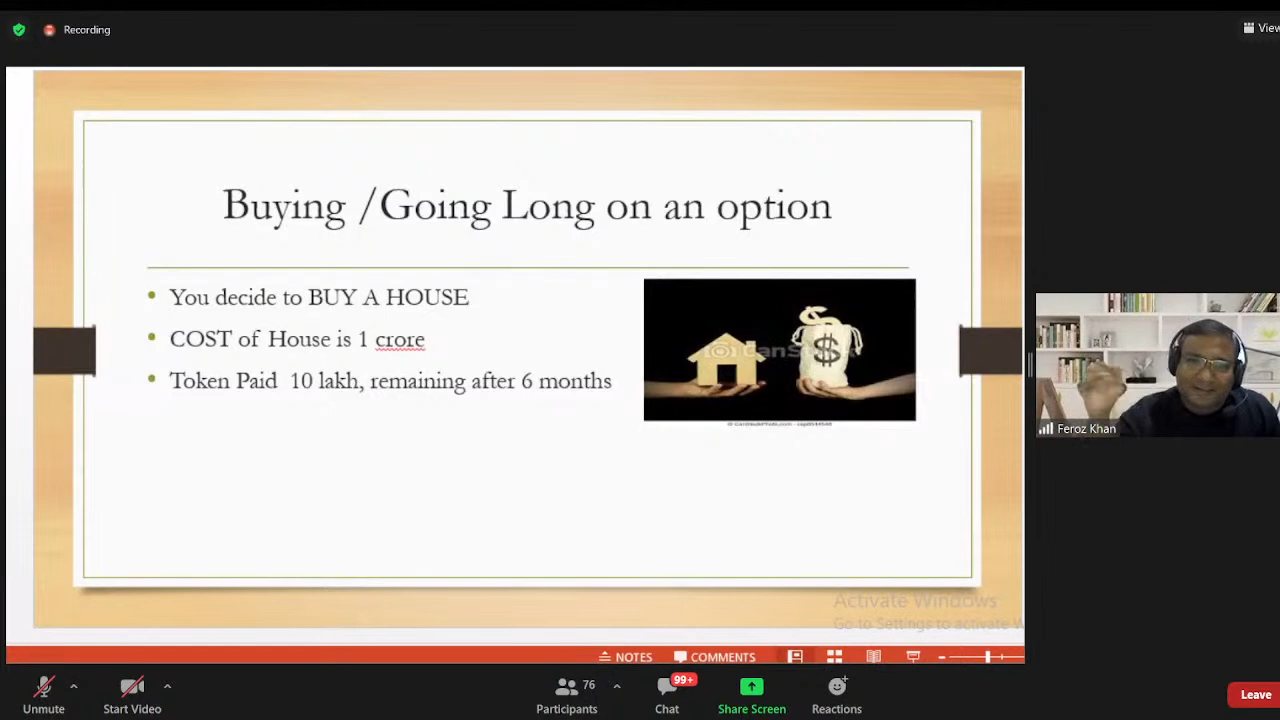 Recording
View
Buying /Going Long on an option
You decide to BUY A HOUSE
COST of House is 1 crore
Token Paid 10 lakh, remaining after 6 months
CanStock
Feroz Khan
Activate Windows
Go to Settings to activate W
NOTES COMMENTS
76 99+
Unmute Start Video Participants Chat Share Screen Reactions Leave